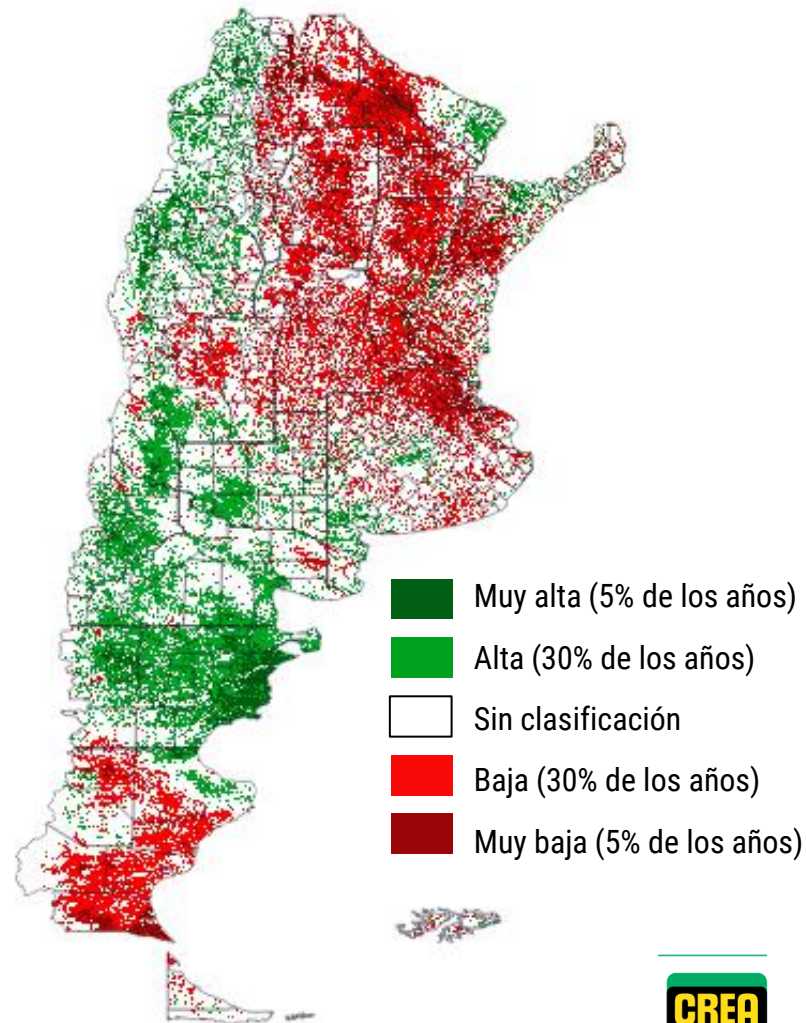 Muy alta (5% de los años)
Alta (30% de los años)
Sin clasificación
Baja (30% de los años)
Muy baja (5% de los años)
CREA